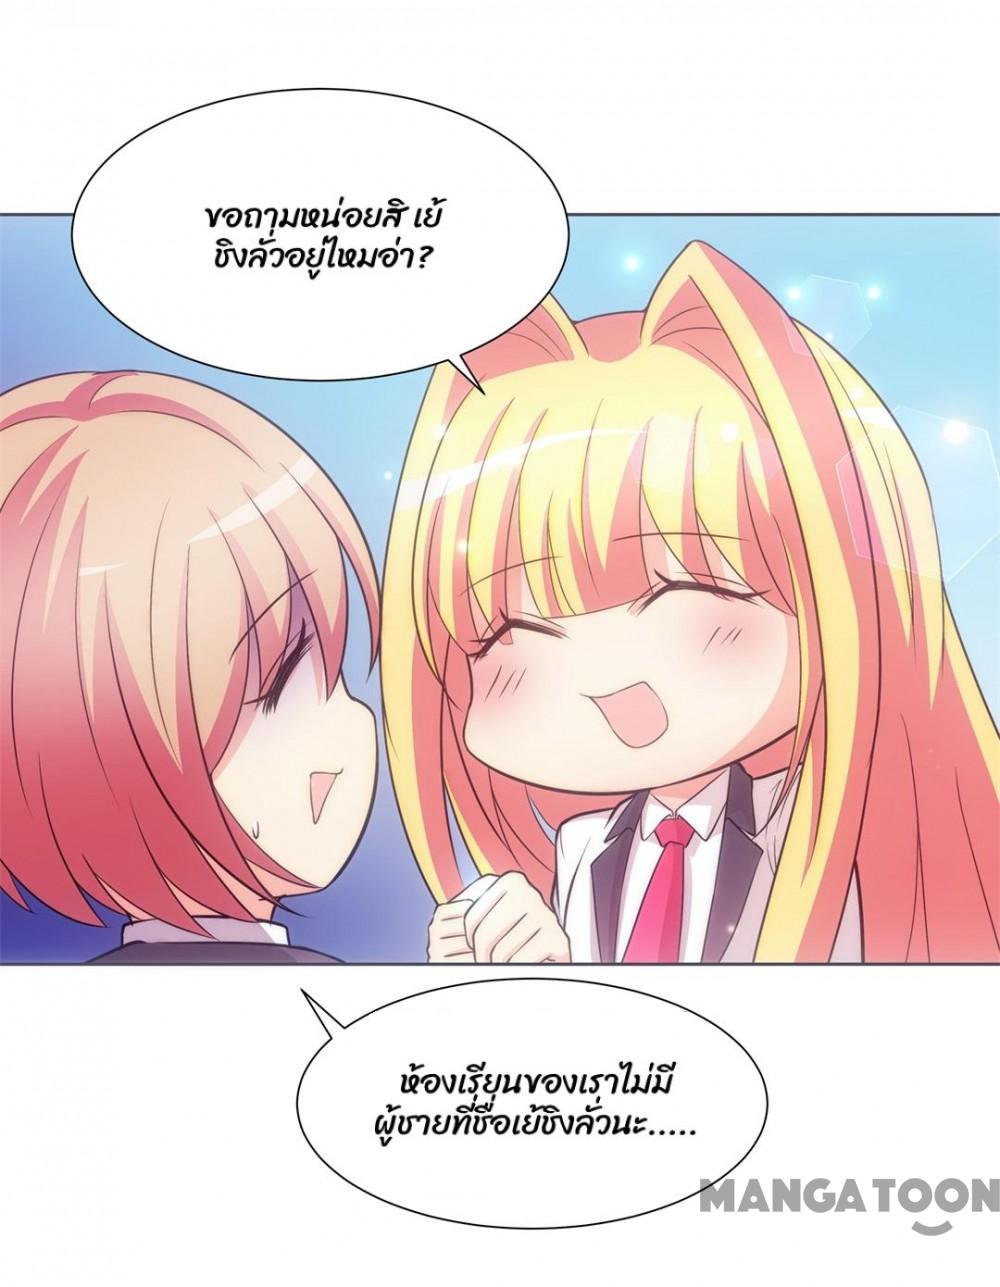 ขอถามหน่อยสิ เย้
ชิงลั่วอยู่ไหมอ่า?
ห้องเรียนของเราไม่มี
ผู้ชายที่ชื่อเย้ชิงลั่วนะ.....
MANGATOON